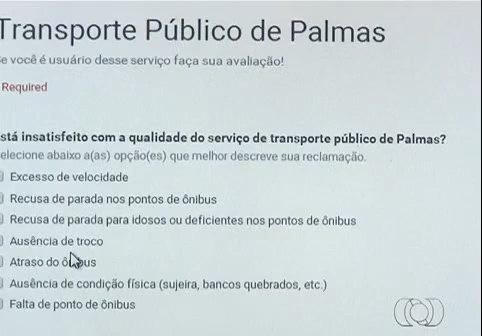 Transporte Público de Palmas
e você é usuário desse serviço faça sua avaliação!
Required
stá insatisfeito com a qualidade do serviço de transporte público de Palmas?
elecione abaixo a(as) opção(es) que melhor descreve sua reclamação.
Excesso de velocidade
Recusa de parada nos pontos de ônibus
Recusa de parada para idosos ou deficientes nos pontos de ônibus
Ausência de troco
Atraso do
Ausência de condição física (sujeira, bancos quebrados, etc.)
Falta de ponto de ônibus